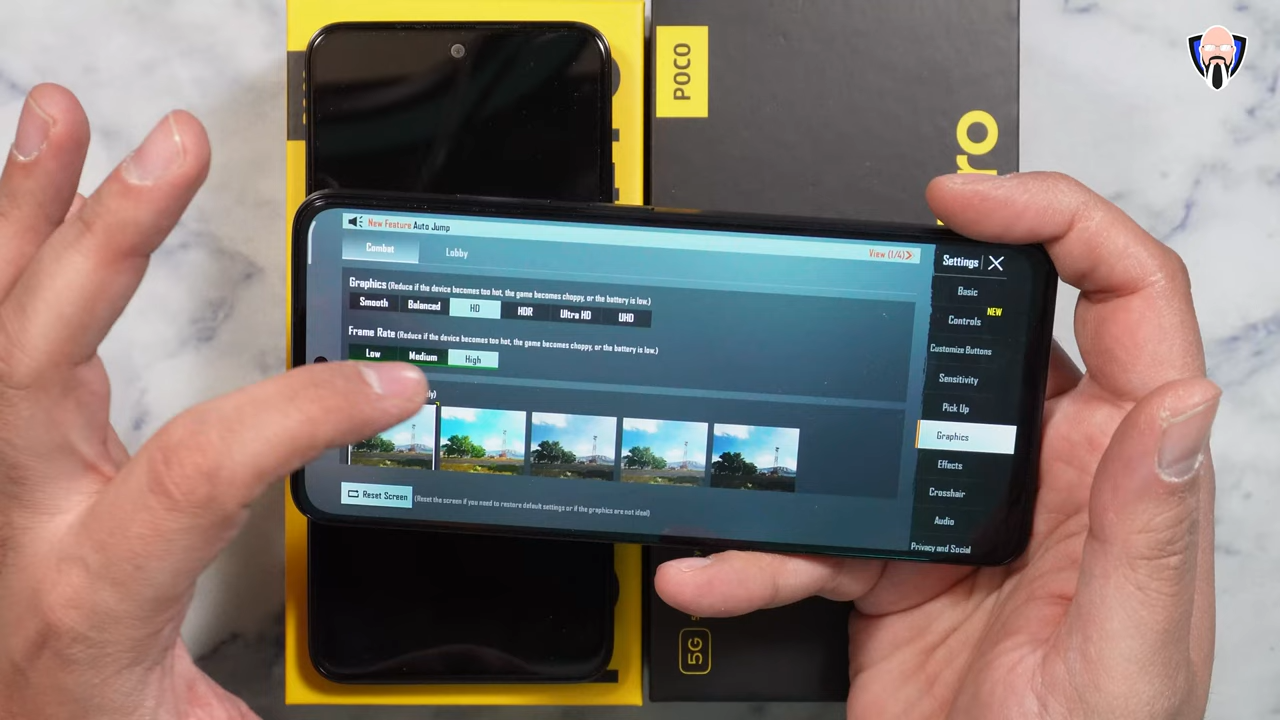 POCO
ro
New Feature Auto Jump
View (1/4)
Settings
Combat
Lobby
Basic
Graphics (Reduce if the device becomes too hot, the game becomes choppy, or the battery is low.)
Smooth Balanced HD HDR Ultra HD UHD
NEW
Controls
Frame Rate (Reduce if the device becomes too hot, the game becomes choppy, or the battery is low.)
Low Medium High
Customize Buttons
Sensitivity
Pick Up
Graphics
Effects
Reset Screen (Reset the screen if you need to restore default settings or if the graphics are not ideal)
Crosshair
Audio
Privacy and Social
5G